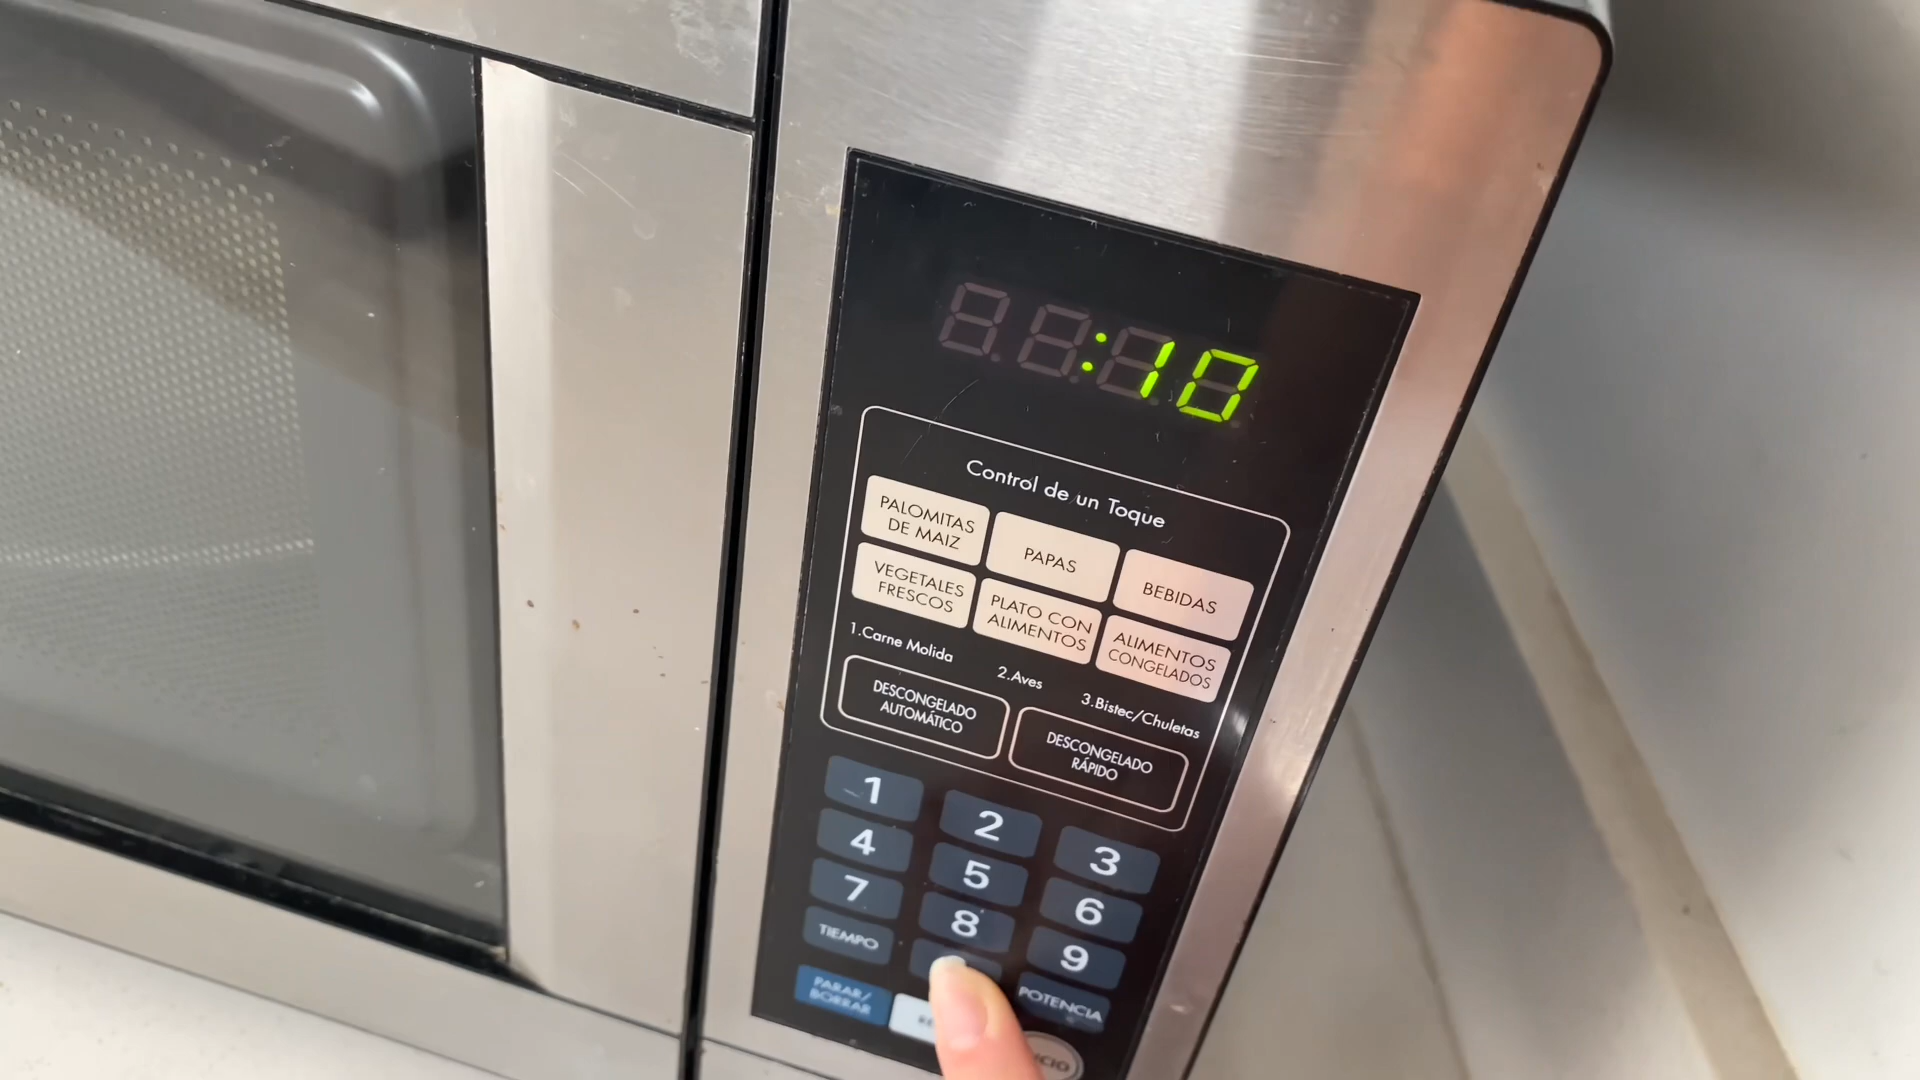 :10
Control de un Toque
PALOMITAS
DE MAIZ
PAPAS
BEBIDAS
VEGETALES
FRESCOS
PLATO CON
ALIMENTOS
ALIMENTOS
CONGELADOS
1.Carne Molida
2.Aves
3.Bistec/Chuletas
DESCONGELADO
AUTOMÁTICO
DESCONGELADO
RÁPIDO
1
2
3
4
5
6
7
8
9
TIEMPO
POTENCIA
PARAR/
BORRAR